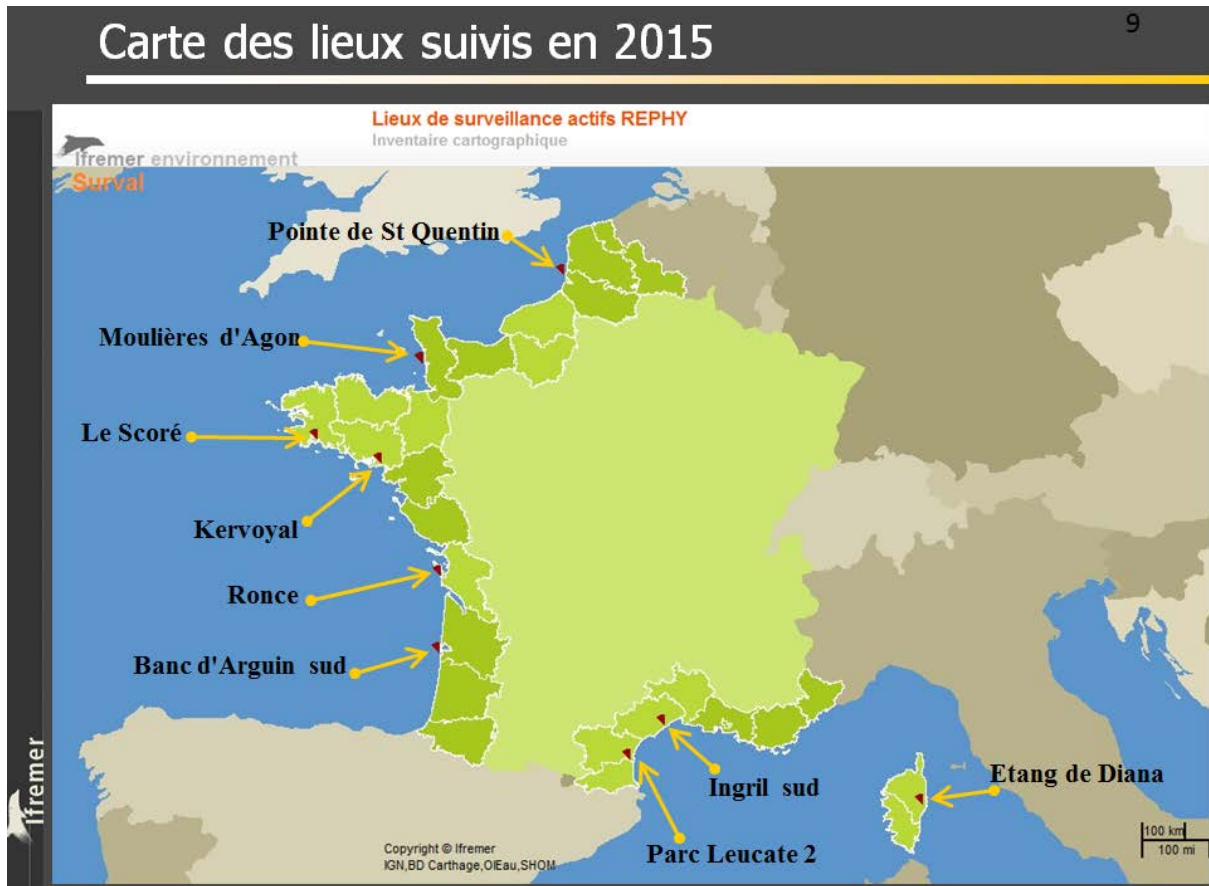 Carte des lieux suivis en 2015
9
Lieux de surveillance actifs REPHY
Inventaire cartographique
Ifremer environnement
Surval
Pointe de St Quentin
Moulières d'Agon
Le Scoré
Kervoyal
Ronce
Banc d'Arguin sud
Ingril sud
Etang de Diana
Parc Leucate 2
100 km
100 mi
Copyright © Ifremer
IGN,BD Carthage,OIEau,SHOM
Ifremer